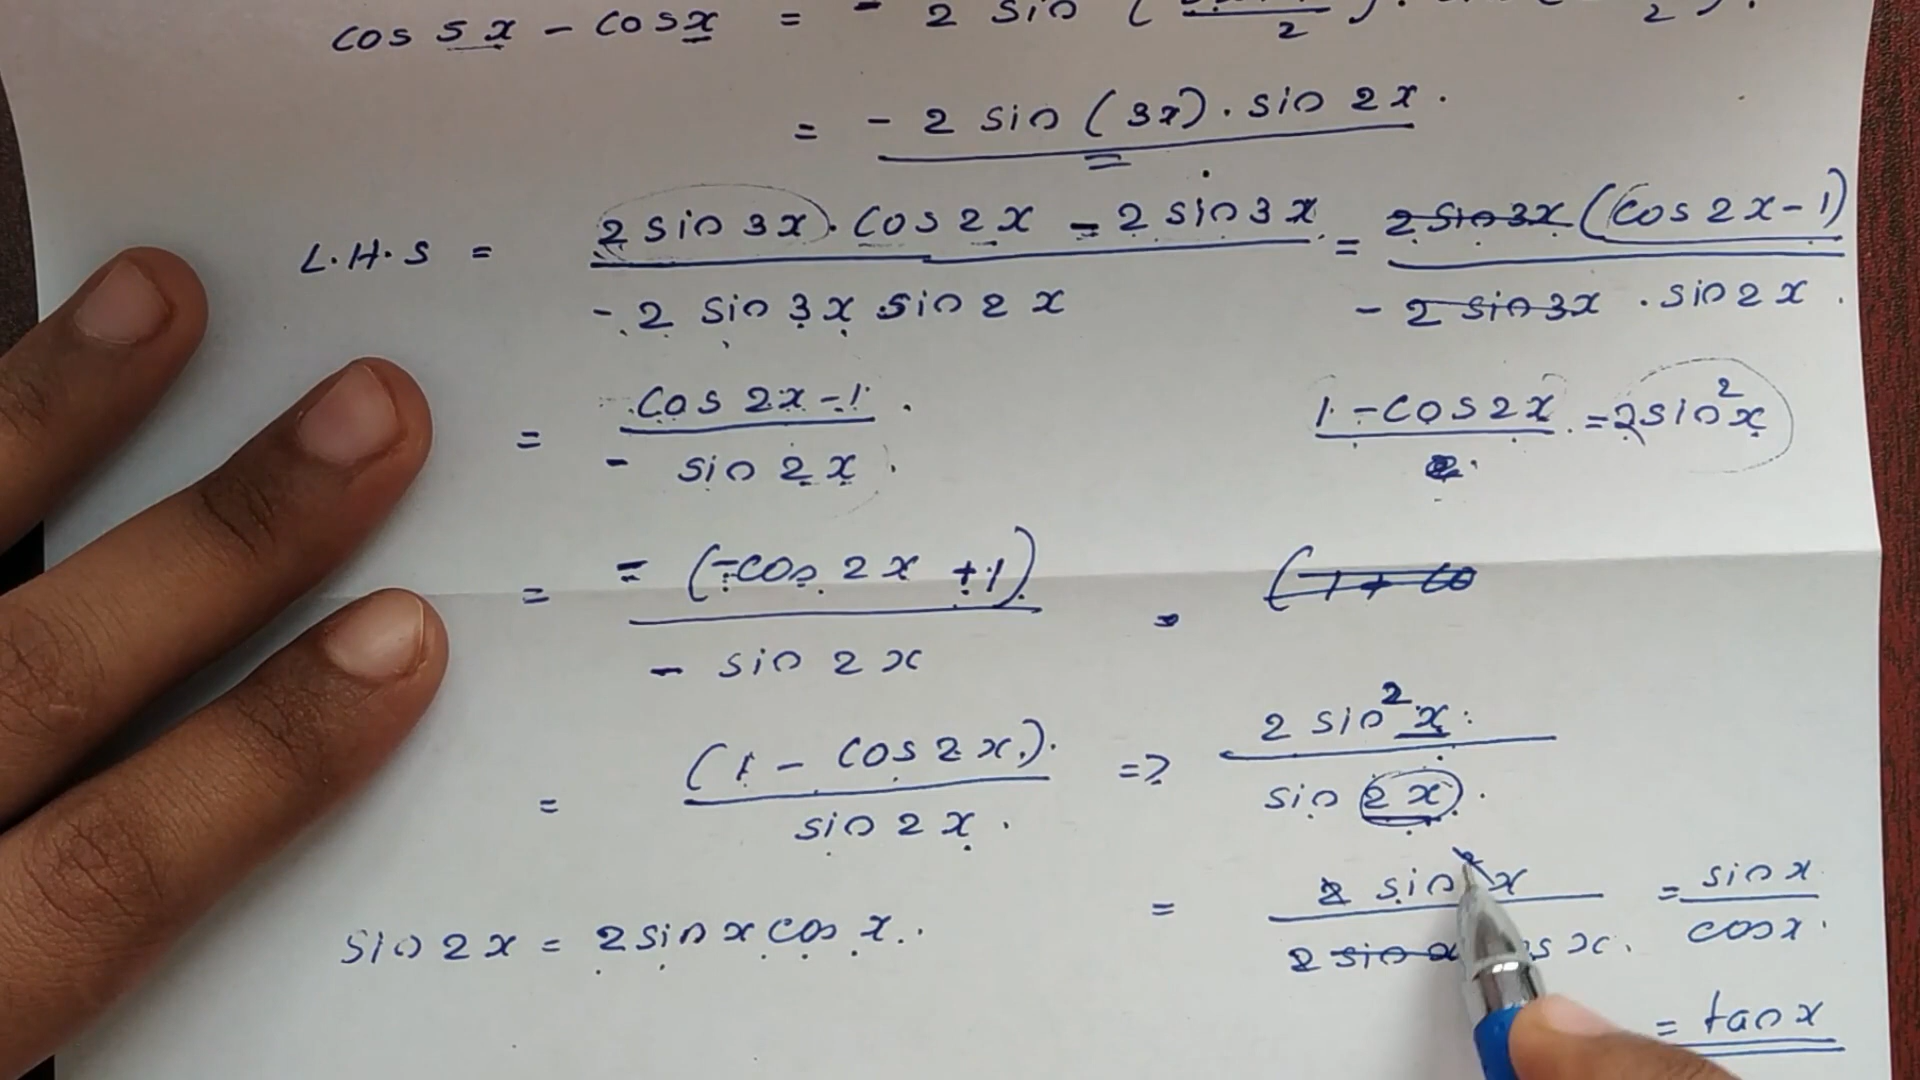 cos 5x - cos x = - 2 sin ( 2 ) . 2 ) .
= - 2 sin (3x) . sin 2x .
L.H.S = 2 sin 3x . cos 2x - 2 sin 3x / - 2 sin 3x sin 2x = 2 sin 3x (cos 2x - 1) / - 2 sin 3x . sin 2x .
= cos 2x - 1 / - sin 2x . 1 - cos 2x = 2 sin² x
= - (-cos 2x + 1) / - sin 2x =
= (1 - cos 2x) / sin 2x . => 2 sin² x / sin (2x) .
sin 2x = 2 sin x cos x . = 2 sin² x / 2 sin x cos x . = sin x / cos x .
= tan x